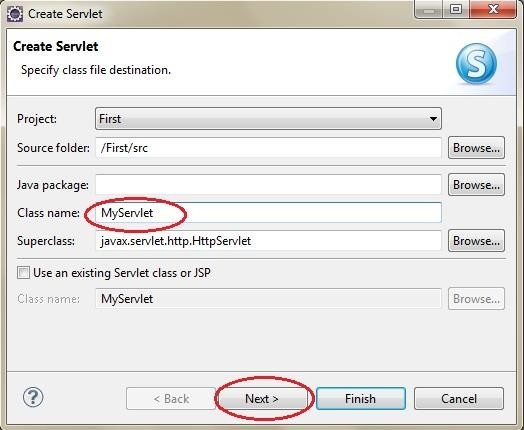 Create Servlet
Create Servlet
Specify class file destination.
S
Project: First
Source folder: /First/src Browse...
Java package: Browse...
Class name: MyServlet
Superclass: javax.servlet.http.HttpServlet Browse...
Use an existing Servlet class or JSP
Class name: MyServlet Browse...
? < Back Next > Finish Cancel